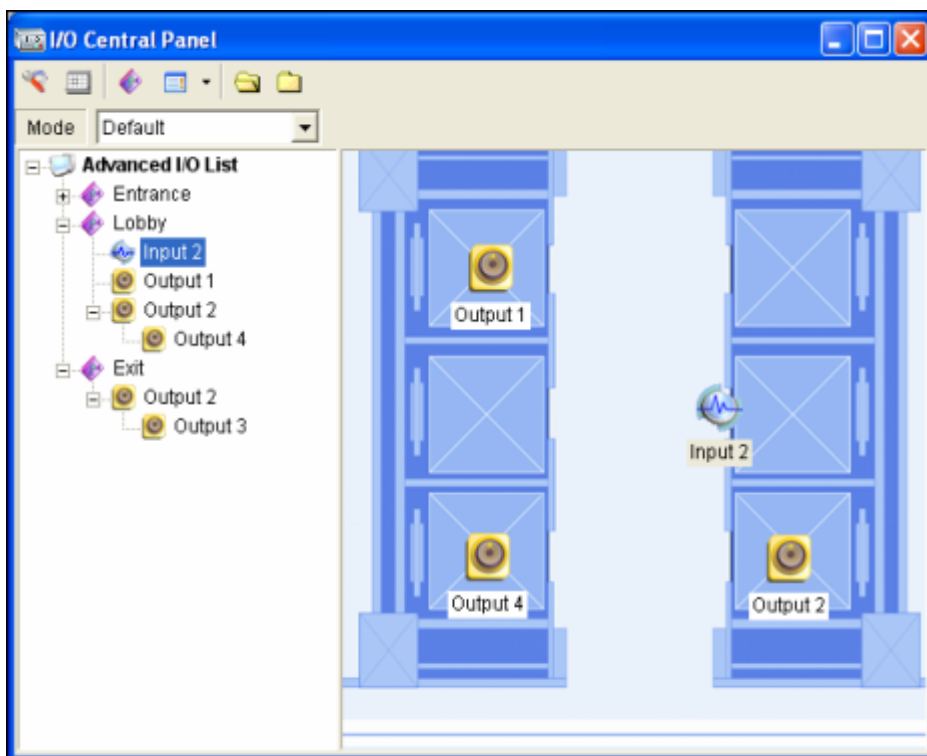 I/O Central Panel
Mode Default
Advanced I/O List
Entrance
Lobby
Input 2
Output 1
Output 2
Output 4
Exit
Output 2
Output 3
Output 1
Input 2
Output 4
Output 2